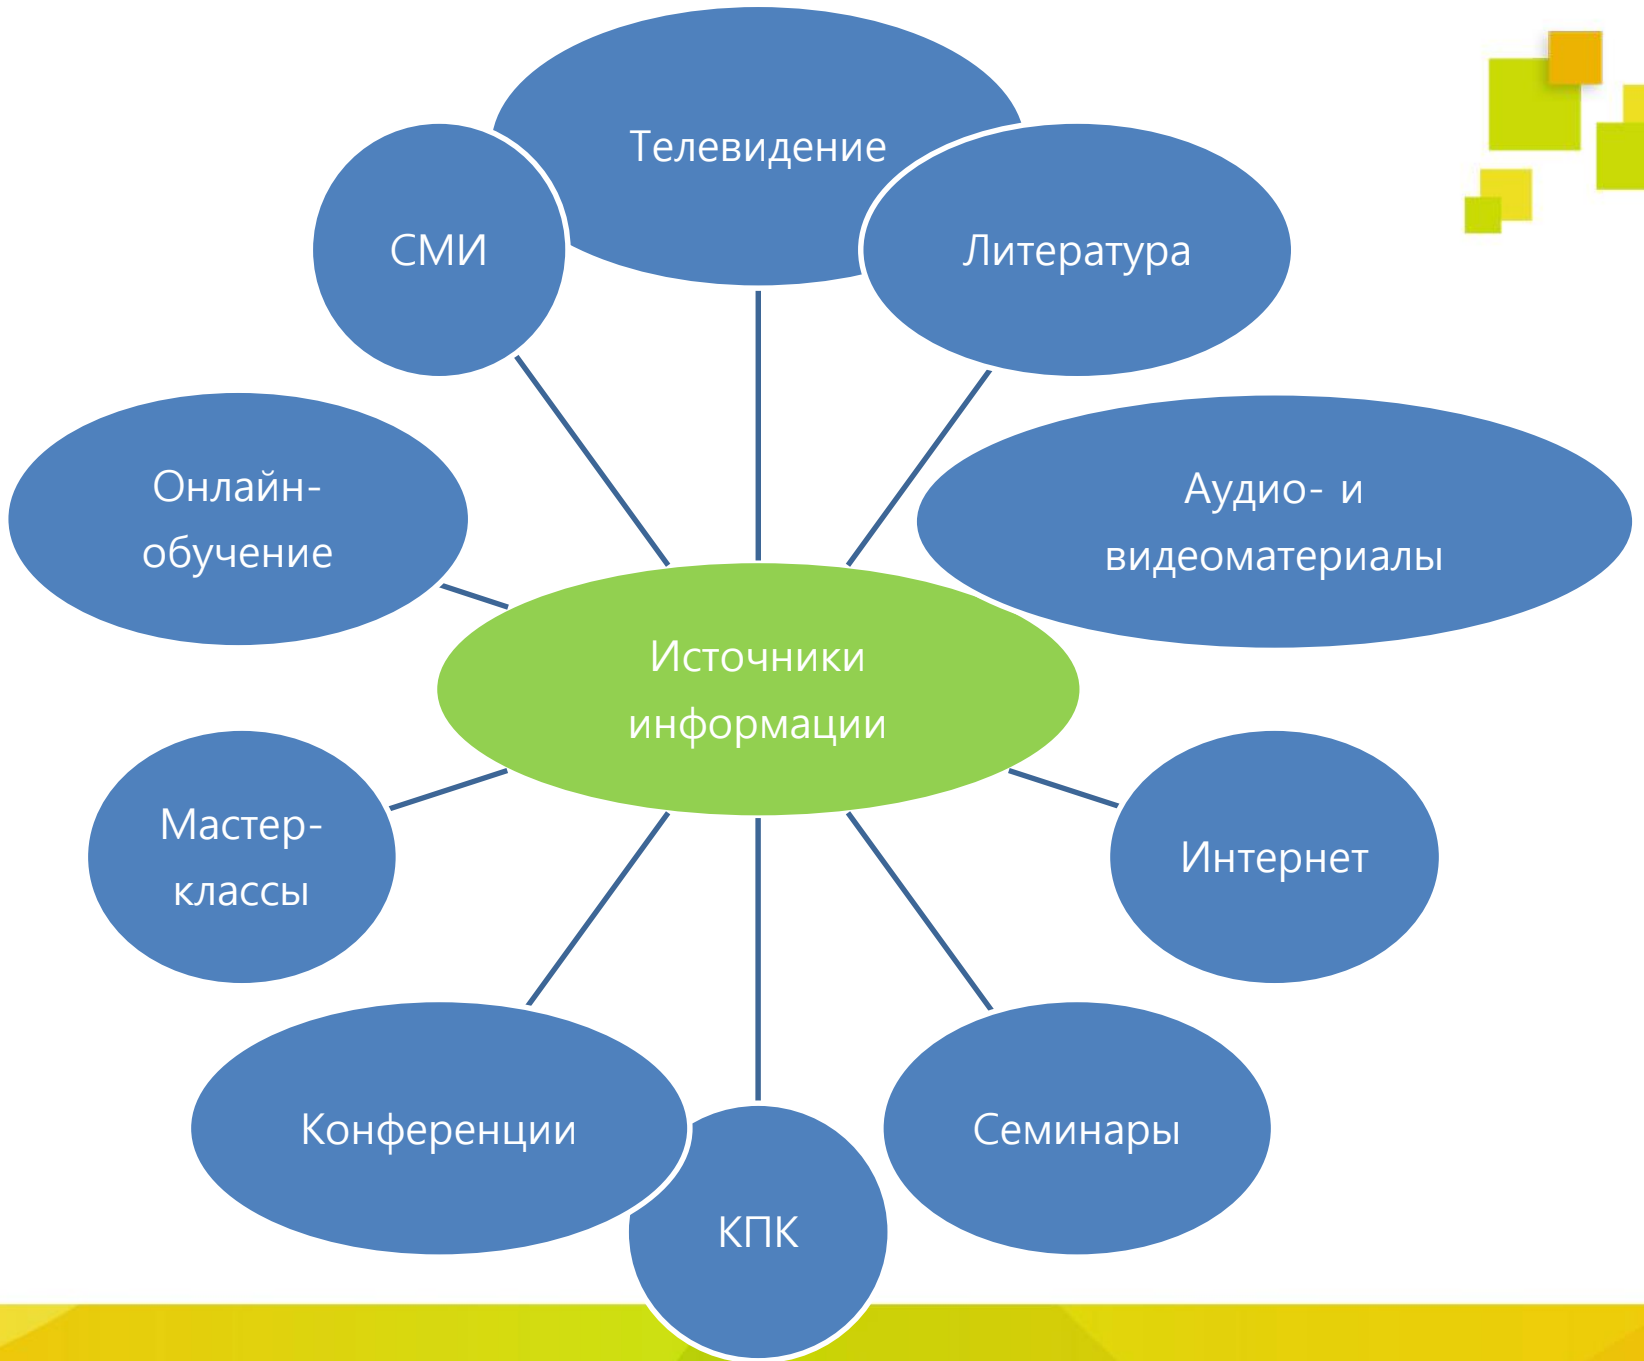 Телевидение
СМИ
Литература
Онлайн-
обучение
Аудио- и
видеоматериалы
Источники
информации
Мастер-
классы
Интернет
Конференции
Семинары
КПК